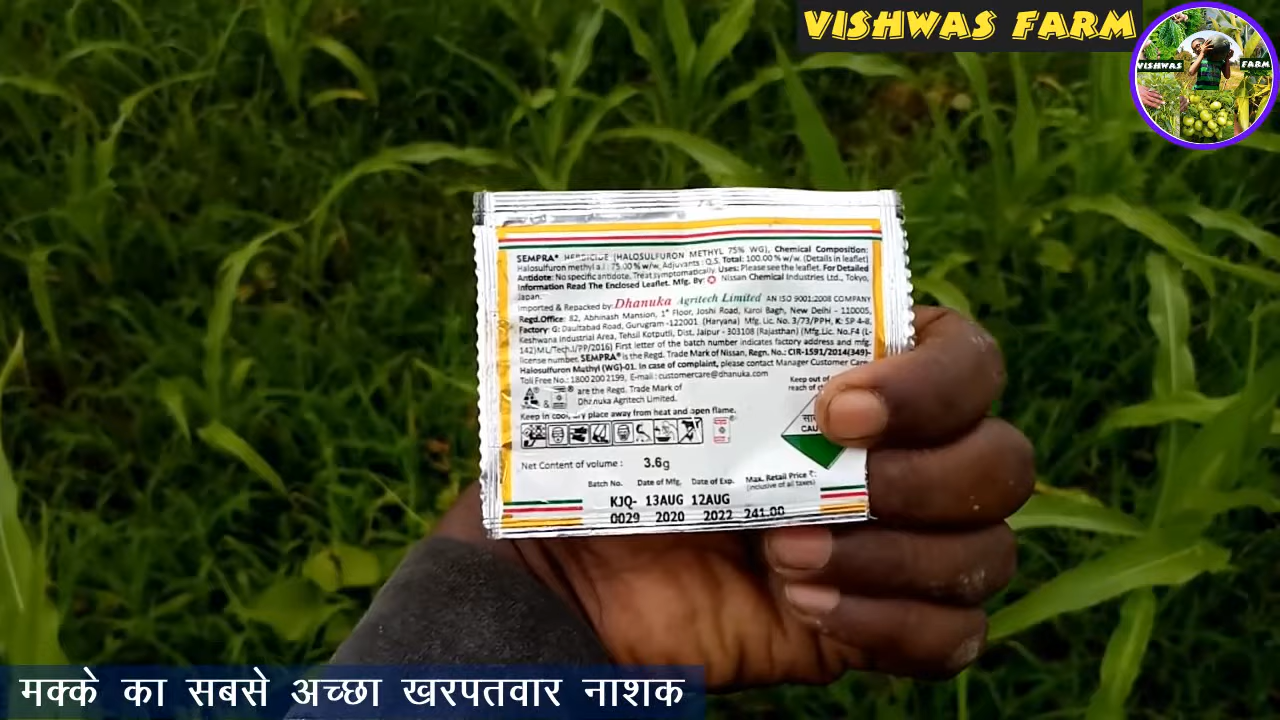 VISHWAS FARM
VISHWAS FARM
SEMPRA® HERBICIDE (HALOSULFURON METHYL 75% WG), Chemical Composition:
Halosulfuron methyl a.i : 75.00 % w/w, Adjuvants : Q.S. Total: 100.00 % w/w. (Details in leaflet)
Antidote: No specific antidote. Treat symptomatically. Uses: Please see the leaflet. For Detailed
Information Read The Enclosed Leaflet. Mfg. By: Nissan Chemical Industries Ltd., Tokyo,
Japan.
Imported & Repacked by: Dhanuka Agritech Limited AN ISO 9001:2008 COMPANY
Regd.Office: 82, Abhinash Mansion, 1st Floor, Joshi Road, Karol Bagh, New Delhi - 110005,
Factory: G: Daultabad Road, Gurugram -122001 (Haryana) Mfg. Lic. No. 3/73/PPH, K: SP 4-8,
Keshwana Industrial Area, Tehsil Kotputli, Dist. Jaipur - 303108 (Rajasthan) (Mfg.Lic. No.F4 (L-
142)ML/Tech.I/PP/2016) First letter of the batch number indicates factory address and mfg.
license number. SEMPRA® is the Regd. Trade Mark of Nissan, Regn. No.: CIR-1591/2014(349)-
Halosulfuron Muthyl (WG)-01. In case of complaint, please contact Manager Customer Care
Toll Free No.: 1800 200 2199, E-mail : customercare@dhanuka.com
& are the Regd. Trade Mark of
Dhanuka Agritech Limited.
Keep out of
reach of
Keep in cool, dry place away from heat and open flame.
Net Content of volume : 3.6g
Batch No. Date of Mfg. Date of Exp. Max. Retail Price ₹:
(Inclusive of all taxes)
KJQ- 13AUG 12AUG
0029 2020 2022 241.00
मक्के का सबसे अच्छा खरपतवार नाशक